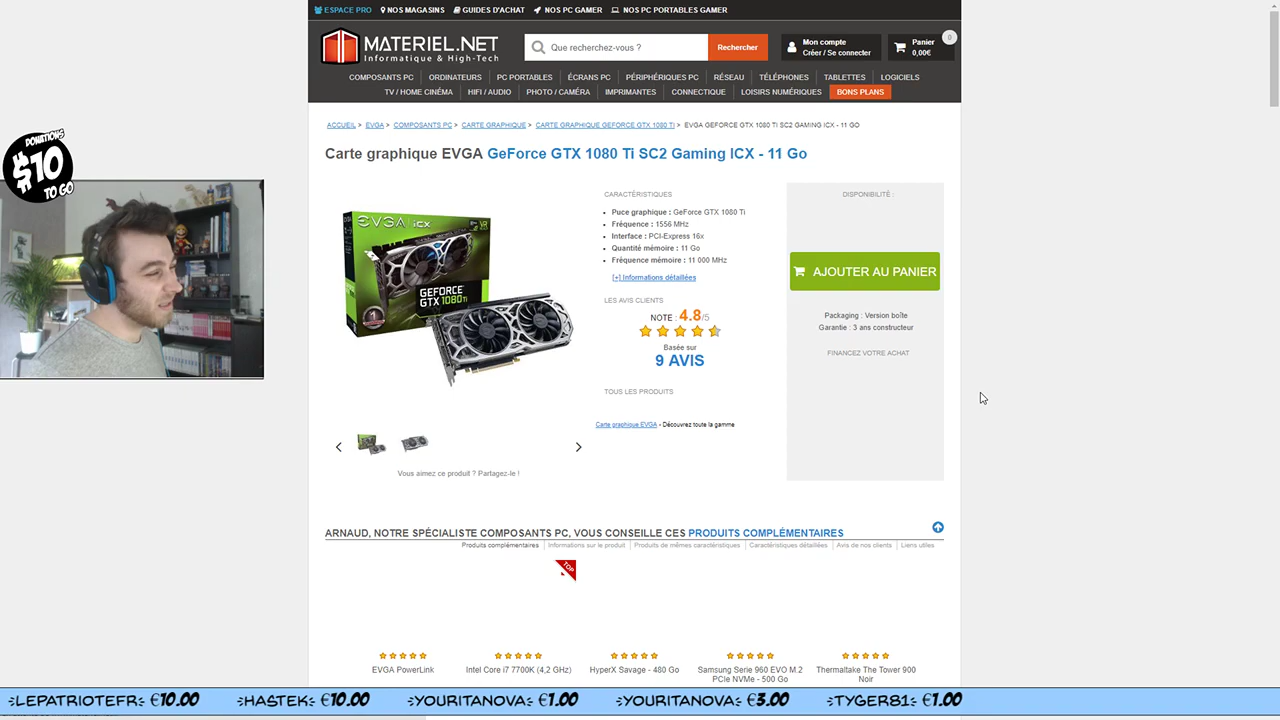 ESPACE PRO NOS MAGASINS GUIDES D'ACHAT NOS PC GAMER NOS PC PORTABLES GAMER
MATERIEL.NET
Informatique & High-Tech
Que recherchez-vous ?
Rechercher
Mon compte
Créer / Se connecter
Panier
0,00€
0
COMPOSANTS PC ORDINATEURS PC PORTABLES ÉCRANS PC PÉRIPHÉRIQUES PC RÉSEAU TÉLÉPHONES TABLETTES LOGICIELS
TV / HOME CINÉMA HIFI / AUDIO PHOTO / CAMÉRA IMPRIMANTES CONNECTIQUE LOISIRS NUMÉRIQUES BONS PLANS
ACCUEIL > EVGA > COMPOSANTS PC > CARTE GRAPHIQUE > CARTE GRAPHIQUE GEFORCE GTX 1080 TI > EVGA GEFORCE GTX 1080 TI SC2 GAMING ICX - 11 GO
Carte graphique EVGA GeForce GTX 1080 Ti SC2 Gaming ICX - 11 Go
DONATIONS
$10
TO GO
EVGA iCX
VR
GEFORCE
GTX 1080 Ti
CARACTÉRISTIQUES
Puce graphique : GeForce GTX 1080 Ti
Fréquence : 1556 MHz
Interface : PCI-Express 16x
Quantité mémoire : 11 Go
Fréquence mémoire : 11 000 MHz
[+] Informations détaillées
LES AVIS CLIENTS
NOTE : 4.8/5
Basée sur
9 AVIS
TOUS LES PRODUITS
Carte graphique EVGA - Découvrez toute la gamme
DISPONIBILITÉ :
AJOUTER AU PANIER
Packaging : Version boîte
Garantie : 3 ans constructeur
FINANCEZ VOTRE ACHAT
Vous aimez ce produit ? Partagez-le !
ARNAUD, NOTRE SPÉCIALISTE COMPOSANTS PC, VOUS CONSEILLE CES PRODUITS COMPLÉMENTAIRES
Produits complémentaires Informations sur le produit Produits de mêmes caractéristiques Caractéristiques détaillées Avis de nos clients Liens utiles
TOP
EVGA PowerLink
Intel Core i7 7700K (4,2 GHz)
HyperX Savage - 480 Go
Samsung Serie 960 EVO M.2
PCIe NVMe - 500 Go
Thermaltake The Tower 900
Noir
LEPATRIOTEFR €10.00 HASTEK €10.00 YOURITANOVA €1.00 YOURITANOVA €3.00 TYGER81 €1.00